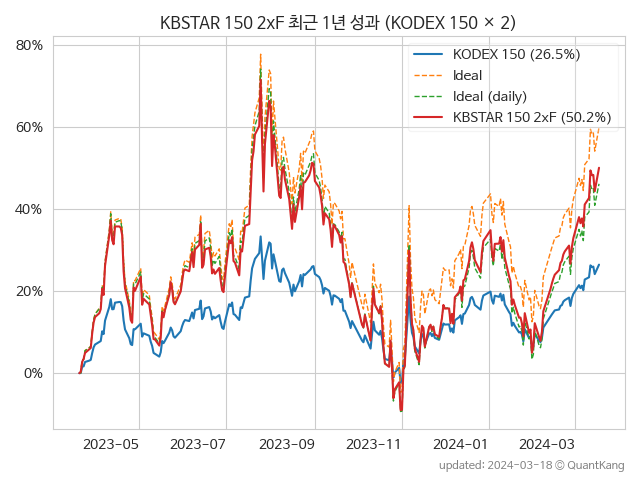 KBSTAR 150 2xF 최근 1년 성과 (KODEX 150 × 2)
80%
60%
40%
20%
0%
KODEX 150 (26.5%)
Ideal
Ideal (daily)
KBSTAR 150 2xF (50.2%)
2023-05
2023-07
2023-09
2023-11
2024-01
2024-03
updated: 2024-03-18 © QuantKang